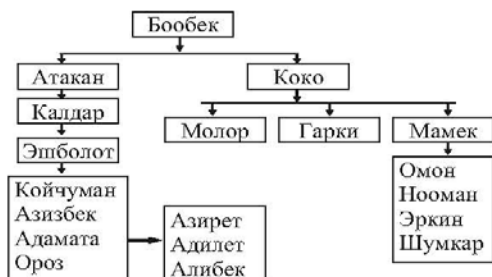 Бообек
Атакан
Коко
Калдар
Молор
Гарки
Мамек
Эшболот
Койчуман
Азизбек
Адамата
Ороз
Азирет
Адилет
Алибек
Омон
Нооман
Эркин
Шумкар